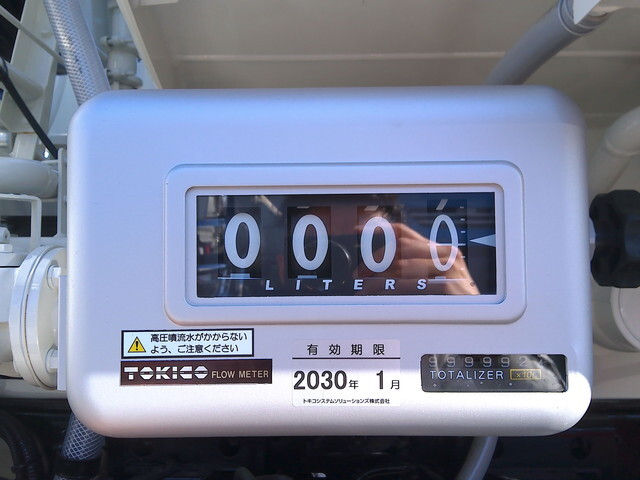 0000
LITERS
高圧噴流水がかからない
よう、ご注意ください
TOKICO FLOW METER
有効期限
2030年 1月
トキコシステムソリューションズ株式会社
TOTALIZER